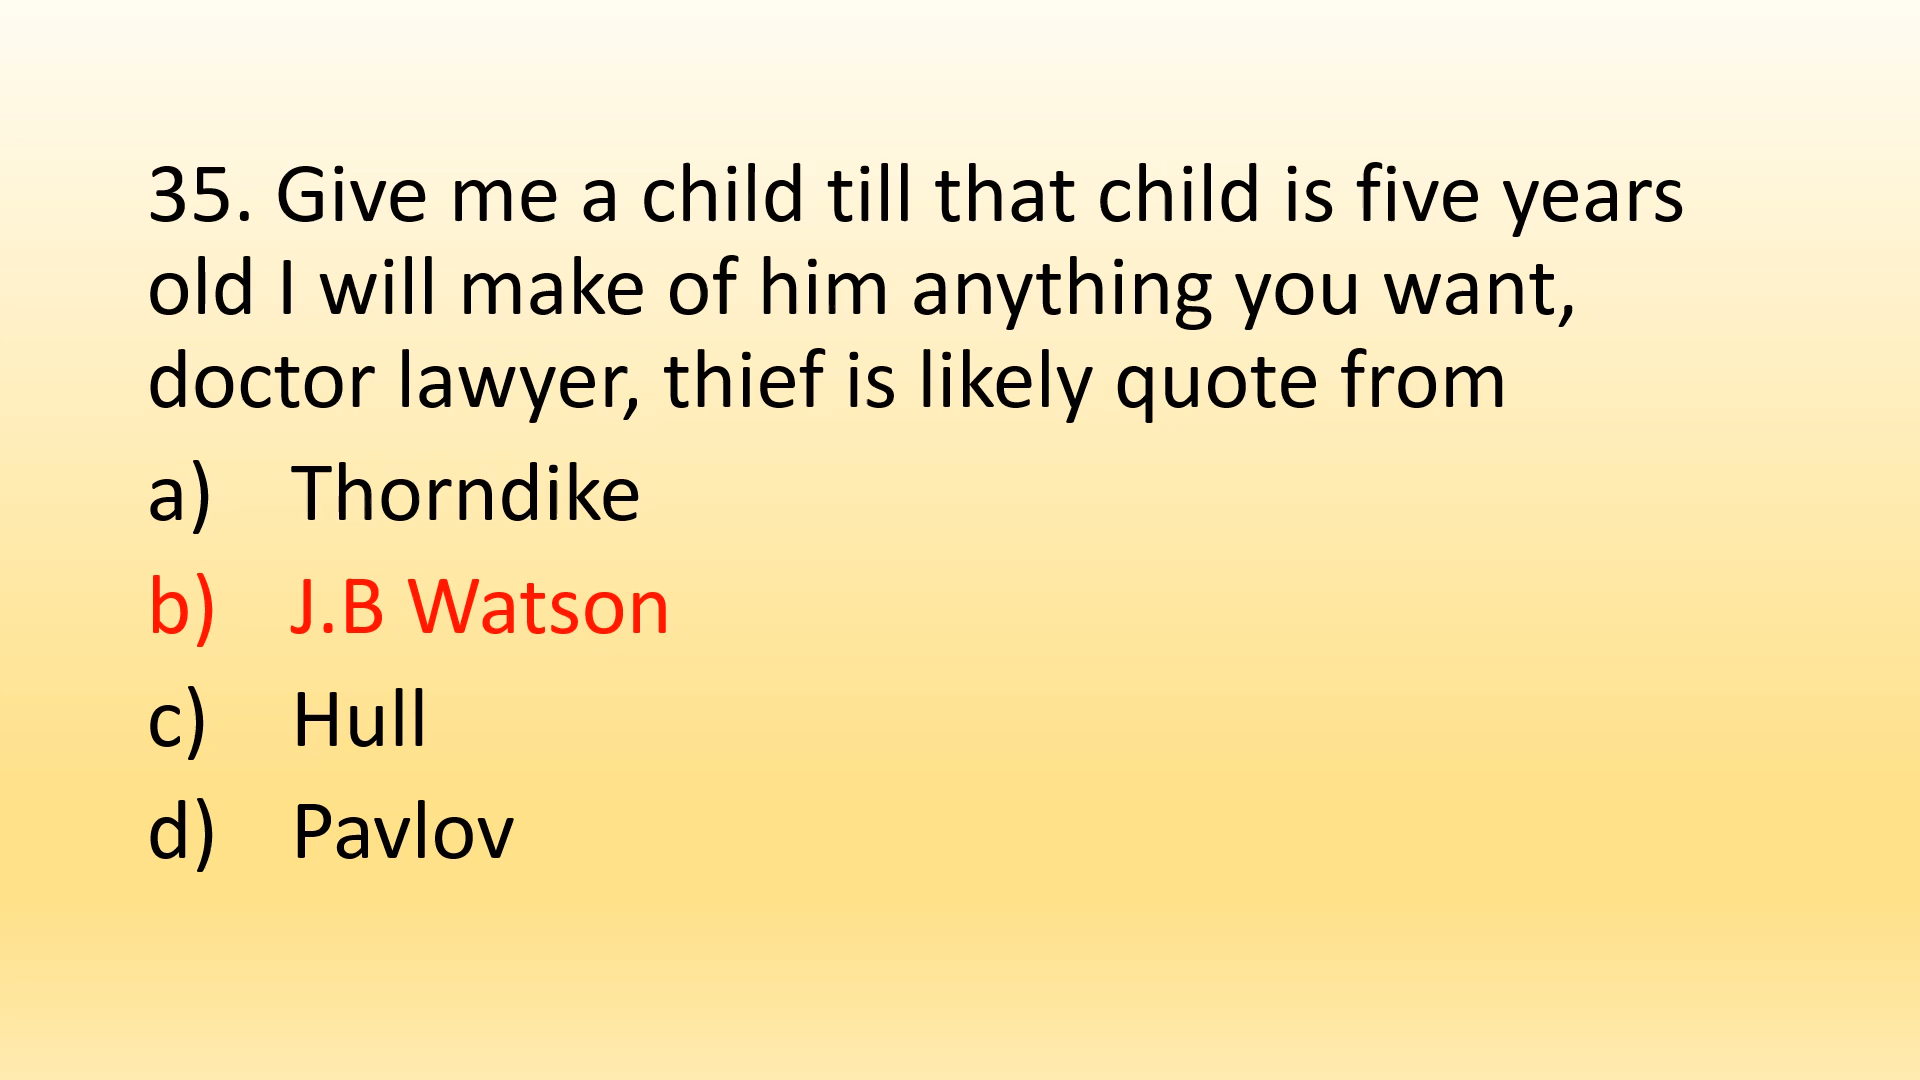 35. Give me a child till that child is five years
old I will make of him anything you want,
doctor lawyer, thief is likely quote from
a) Thorndike
b) J.B Watson
c) Hull
d) Pavlov